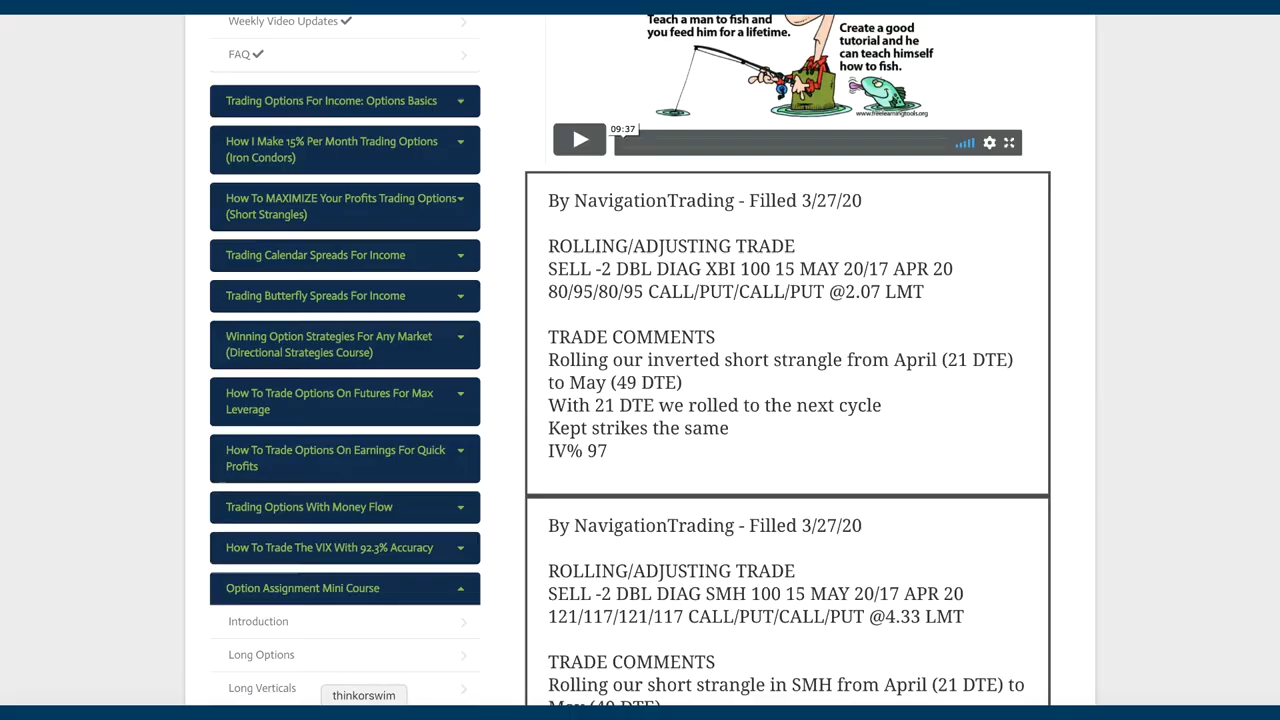 Weekly Video Updates
FAQ
Trading Options For Income: Options Basics
How I Make 15% Per Month Trading Options
(Iron Condors)
How To MAXIMIZE Your Profits Trading Options
(Short Strangles)
Trading Calendar Spreads For Income
Trading Butterfly Spreads For Income
Winning Option Strategies For Any Market
(Directional Strategies Course)
How To Trade Options On Futures For Max
Leverage
How To Trade Options On Earnings For Quick
Profits
Trading Options With Money Flow
How To Trade The VIX With 92.3% Accuracy
Option Assignment Mini Course
Introduction
Long Options
Long Verticals
thinkorswim
Teach a man to fish and
you feed him for a lifetime.
Create a good
tutorial and he
can teach himself
how to fish.
www.freelearningtools.org
09:37
By NavigationTrading - Filled 3/27/20
ROLLING/ADJUSTING TRADE
SELL -2 DBL DIAG XBI 100 15 MAY 20/17 APR 20
80/95/80/95 CALL/PUT/CALL/PUT @2.07 LMT
TRADE COMMENTS
Rolling our inverted short strangle from April (21 DTE)
to May (49 DTE)
With 21 DTE we rolled to the next cycle
Kept strikes the same
IV% 97
By NavigationTrading - Filled 3/27/20
ROLLING/ADJUSTING TRADE
SELL -2 DBL DIAG SMH 100 15 MAY 20/17 APR 20
121/117/121/117 CALL/PUT/CALL/PUT @4.33 LMT
TRADE COMMENTS
Rolling our short strangle in SMH from April (21 DTE) to
May (49 DTE)